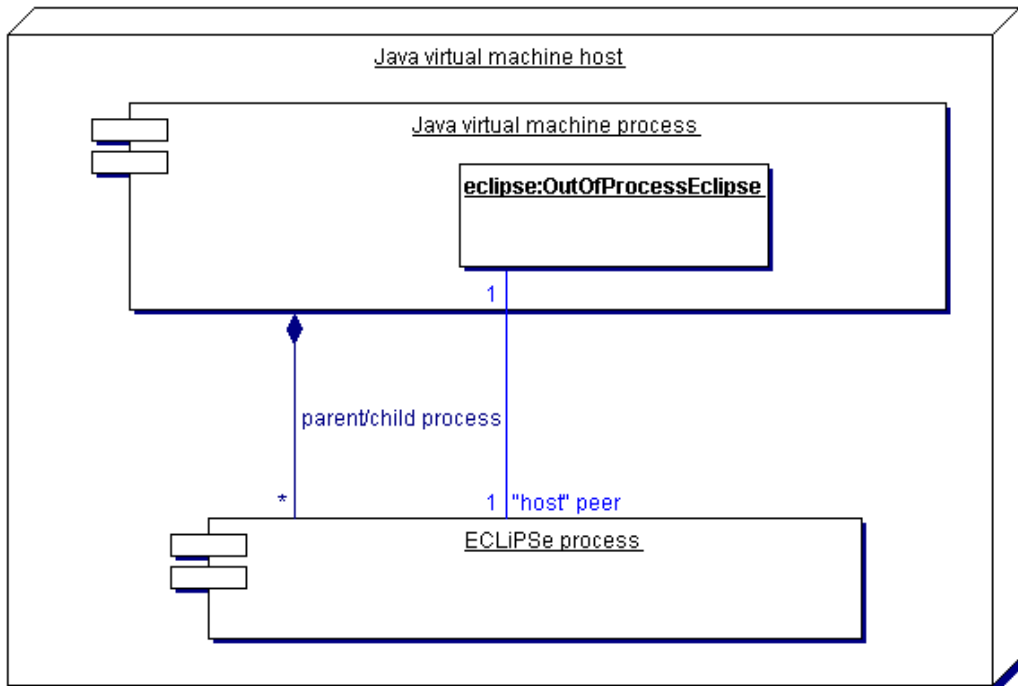 Java virtual machine host
Java virtual machine process
eclipse:OutOfProcessEclipse
1
parent/child process
*
1 "host" peer
ECLiPSe process